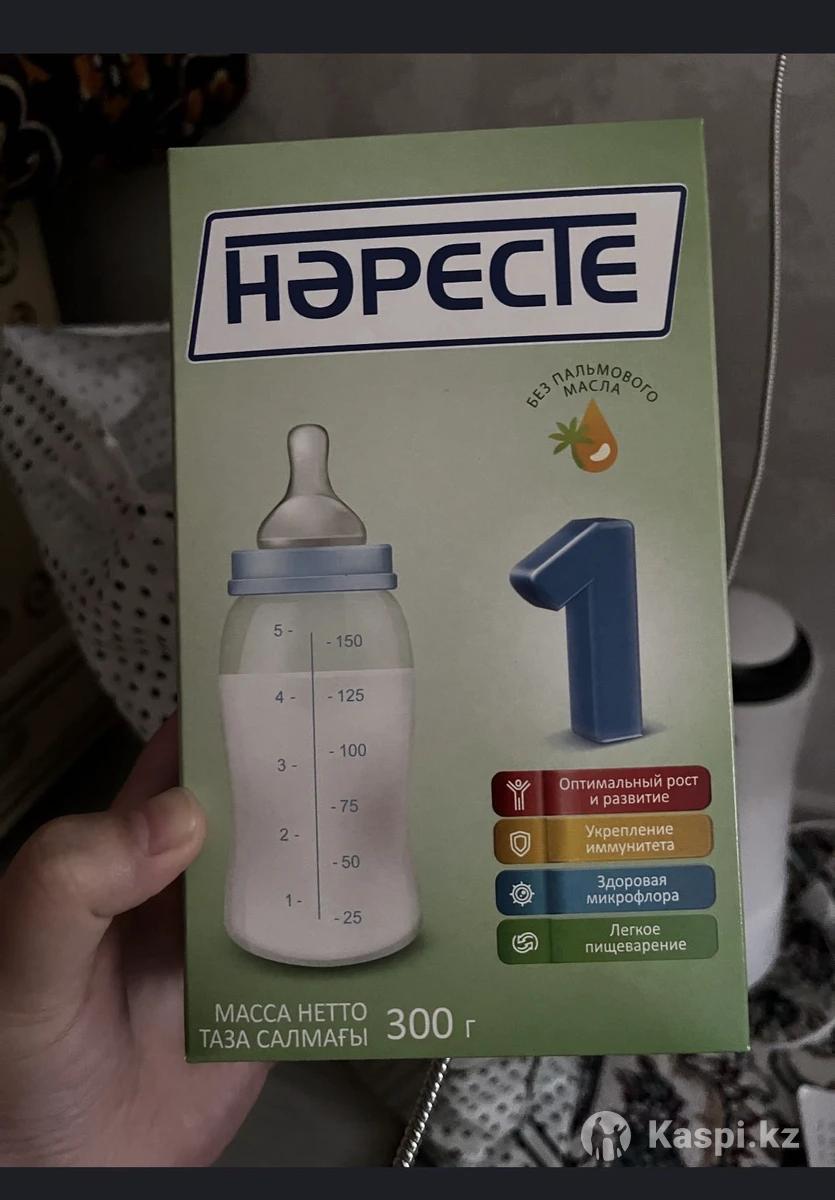 НӘРЕСТЕ
БЕЗ ПАЛЬМОВОГО
МАСЛА
1
5 -
- 150
4 -
- 125
3 -
- 100
- 75
2 -
- 50
1 -
- 25
Оптимальный рост
и развитие
Укрепление
иммунитета
Здоровая
микрофлора
Легкое
пищеварение
МАССА НЕТТО
ТАЗА САЛМАҒЫ
300 г
Kaspi.kz